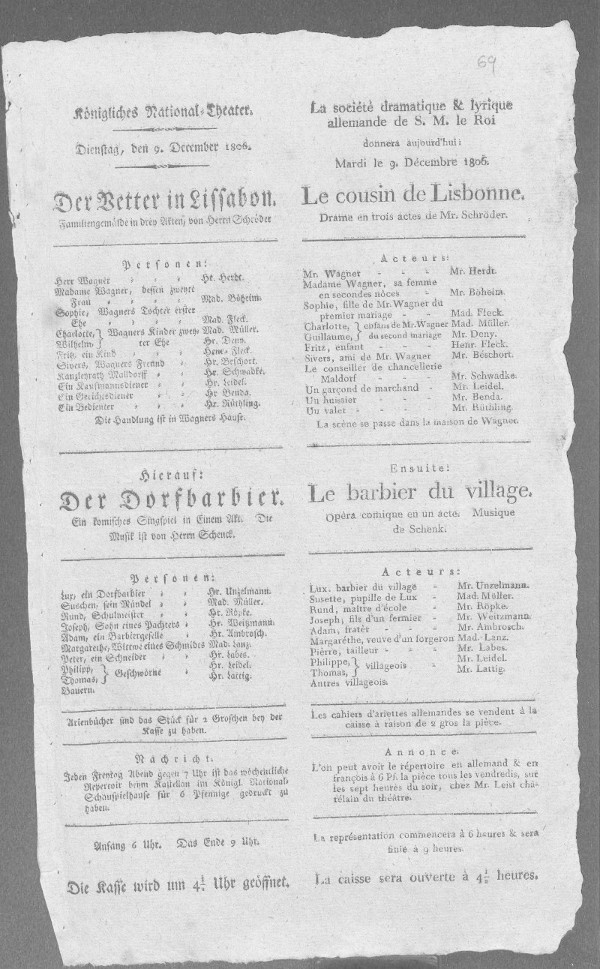 69
Königliches National-Theater.
Dienstag, den 9. December 1806.
Der Vetter in Lissabon.
Familiengemälde in drey Akten, von Herrn Schröder
Personen:
Herr Wagner , , , Hr. Herdt.
Madame Wagner, dessen zweyte
Frau , , , , Mad. Böheim.
Sophie, Wagners Tochter erster
Ehe , , , , Mad. Fleck.
Charlotte, } Wagners Kinder zwey- Mad. Müller.
Wilhelm, } ter Ehe , Hr. Deny.
Fritz, ein Kind , , , Henr. Fleck.
Sivers, Wagners Freund , Hr. Beschort.
Kanzleyrath Maldorff , , Hr. Schwadke.
Ein Kaufmannsdiener , , Hr. Leidel.
Ein Gerichtsdiener , , Hr. Benda.
Ein Bedienter , , , Hr. Rüthling.
Die Handlung ist in Wagners Hause.
Hierauf:
Der Dorfbarbier.
Ein komisches Singspiel in Einem Akt. Die
Musik ist von Herrn Schenck.
Personen:
Lux, ein Dorfbarbier , , Hr. Unzelmann.
Suschen, sein Mündel , , Mad. Müller.
Rund, Schulmeister , , Hr. Röpke.
Joseph, Sohn eines Pachters , Hr. Weitzmann.
Adam, ein Barbiergeselle , Hr. Ambrosch.
Margarethe, Witwe eines Schmides Mad. Lanz.
Peter, ein Schneider , , Hr. Labes.
Philipp, } Geschworne , Hr. Leidel.
Thomas, } Hr. Lattig.
Bauern.
Arienbücher sind das Stück für 2 Groschen bey der
Kasse zu haben.
Nachricht.
Jeden Freytag Abend gegen 7 Uhr ist das wöchentliche
Repertoir beym Kastellan im Königl. National-
Schauspielhause für 6 Pfennige gedruckt zu
haben.
Anfang 6 Uhr. Das Ende 9 Uhr.
Die Kasse wird um 4½ Uhr geöffnet.
La société dramatique & lyrique
allemande de S. M. le Roi
donnera aujourd'hui:
Mardi le 9. Décembre 1806.
Le cousin de Lisbonne.
Drame en trois actes de Mr. Schröder.
Acteurs:
Mr. Wagner - - - Mr. Herdt.
Madame Wagner, sa femme
en secondes nôces - - Mr. Böheim.
Sophie, fille de Mr. Wagner du
premier mariage - - Mad. Fleck.
Charlotte, } enfans de Mr. Wagner Mad. Müller.
Guillaume, } du second mariage - Mr. Deny.
Fritz, enfant - - Henr. Fleck.
Sivers, ami de Mr. Wagner Mr. Béschort.
Le conseiller de chancellerie
Maldorf - - - Mr. Schwadke.
Un garçond de marchand - Mr. Leidel.
Un huissier - - - Mr. Benda.
Un valet - - - Mr. Rüthling.
La scène se passe dans la maison de Wagner.
Ensuite:
Le barbier du village.
Opéra comique en un acte. Musique
de Schenk.
Acteurs:
Lux, barbier du village - Mr. Unzelmann.
Susette, pupille de Lux - Mad. Müller.
Rund, maître d'école - Mr. Röpke.
Joseph, fils d'un fermier - Mr. Weitzmann.
Adam, frater - - Mr. Ambrosch.
Margaréthe, veuve d'un forgeron Mad. Lanz.
Piérre, tailleur - - - Mr. Labes.
Philippe, } villageois - Mr. Leidel.
Thomas, } Mr. Lattig.
Autres villageois.
Les cahiers d'ariettes allemandes se vendent à la
caisse à raison de 2 gros la pièce.
Annonce.
L'on peut avoir le répertoire en allemand & en
françois à 6 Pf. la pièce tous les vendredis, sur
les sept heures du soir, chez Mr. Leist châ-
rélain du théatre.
La représentation commencera à 6 heures & sera
finie à 9 heures.
La caisse sera ouverte à 4½ heures.